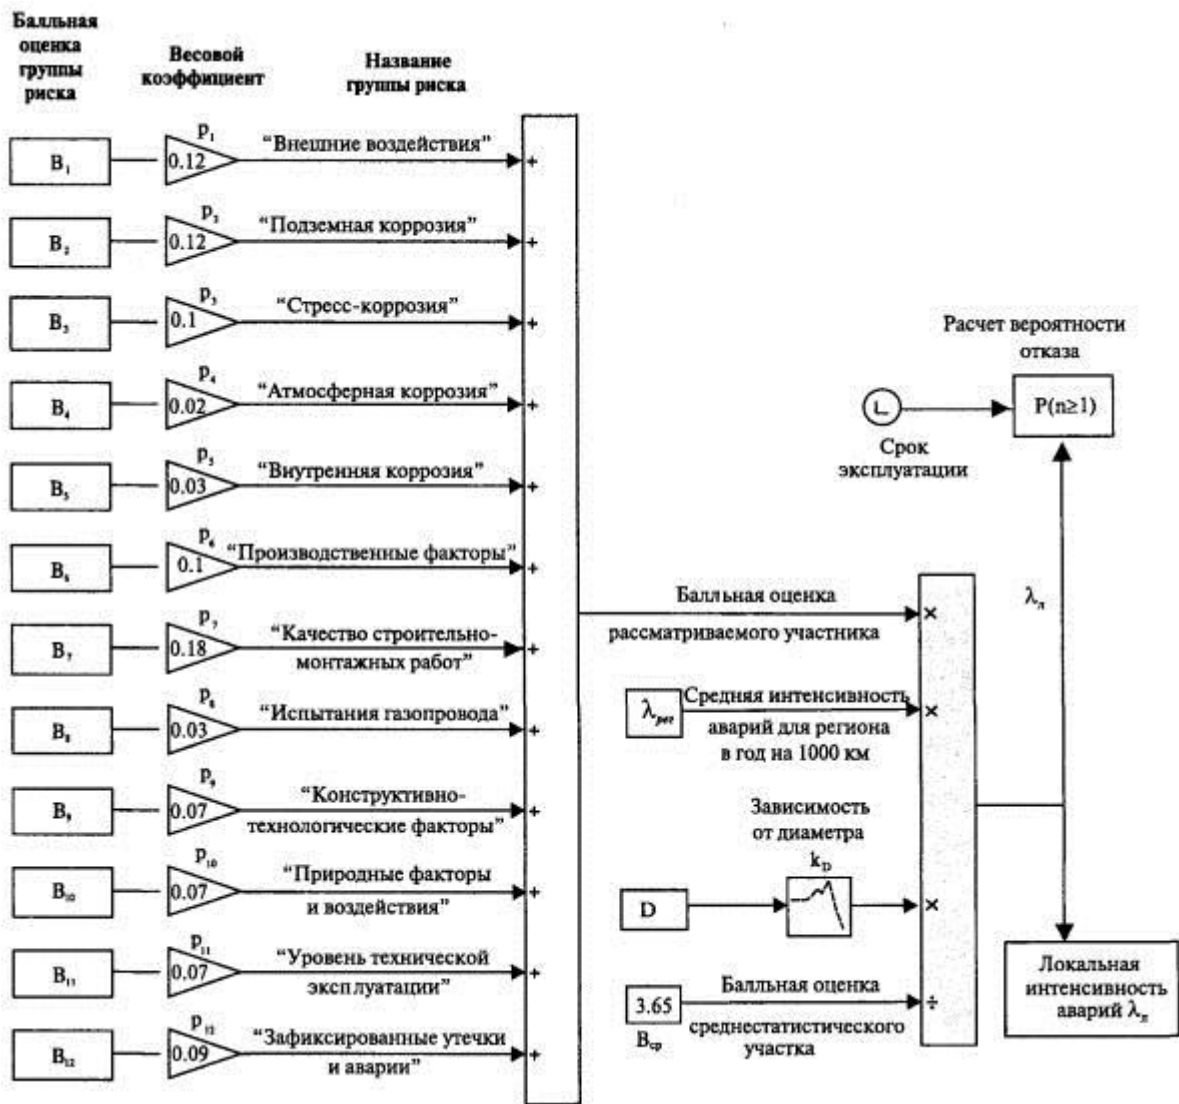 Балльная
оценка
группы
риска
Весовой
коэффициент
Название
группы риска
B₁
p₁
0.12
“Внешние воздействия”
+
B₂
p₂
0.12
“Подземная коррозия”
+
B₃
p₃
0.1
“Стресс-коррозия”
+
B₄
p₄
0.02
“Атмосферная коррозия”
+
B₅
p₅
0.03
“Внутренняя коррозия”
+
B₆
p₆
0.1
“Производственные факторы”
+
B₇
p₇
0.18
“Качество строительно-
монтажных работ”
+
B₈
p₈
0.03
“Испытания газопровода”
+
B₉
p₉
0.07
“Конструктивно-
технологические факторы”
+
B₁₀
p₁₀
0.07
“Природные факторы
и воздействия”
+
B₁₁
p₁₁
0.07
“Уровень технической
эксплуатации”
+
B₁₂
p₁₂
0.09
“Зафиксированные утечки
и аварии”
+
Балльная оценка
рассматриваемого участника
×
λрег
Средняя интенсивность
аварий для региона
в год на 1000 км
×
Зависимость
от диаметра
k_D
D
×
3.65
Bср
Балльная оценка
среднестатистического
участка
÷
Расчет вероятности
отказа
P(n≥1)
Срок
эксплуатации
λл
Локальная
интенсивность
аварий λл